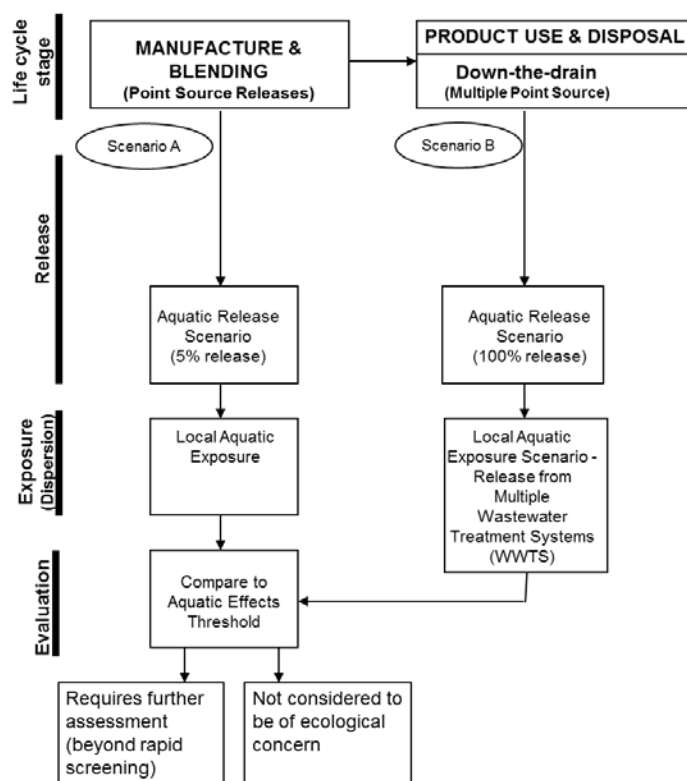 Life cycle
stage
MANUFACTURE &
BLENDING
(Point Source Releases)
PRODUCT USE & DISPOSAL
Down-the-drain
(Multiple Point Source)
Scenario A
Scenario B
Release
Aquatic Release
Scenario
(5% release)
Aquatic Release
Scenario
(100% release)
Exposure
(Dispersion)
Local Aquatic
Exposure
Local Aquatic
Exposure Scenario -
Release from
Multiple
Wastewater
Treatment Systems
(WWTS)
Evaluation
Compare to
Aquatic Effects
Threshold
Requires further
assessment
(beyond rapid
screening)
Not considered to
be of ecological
concern